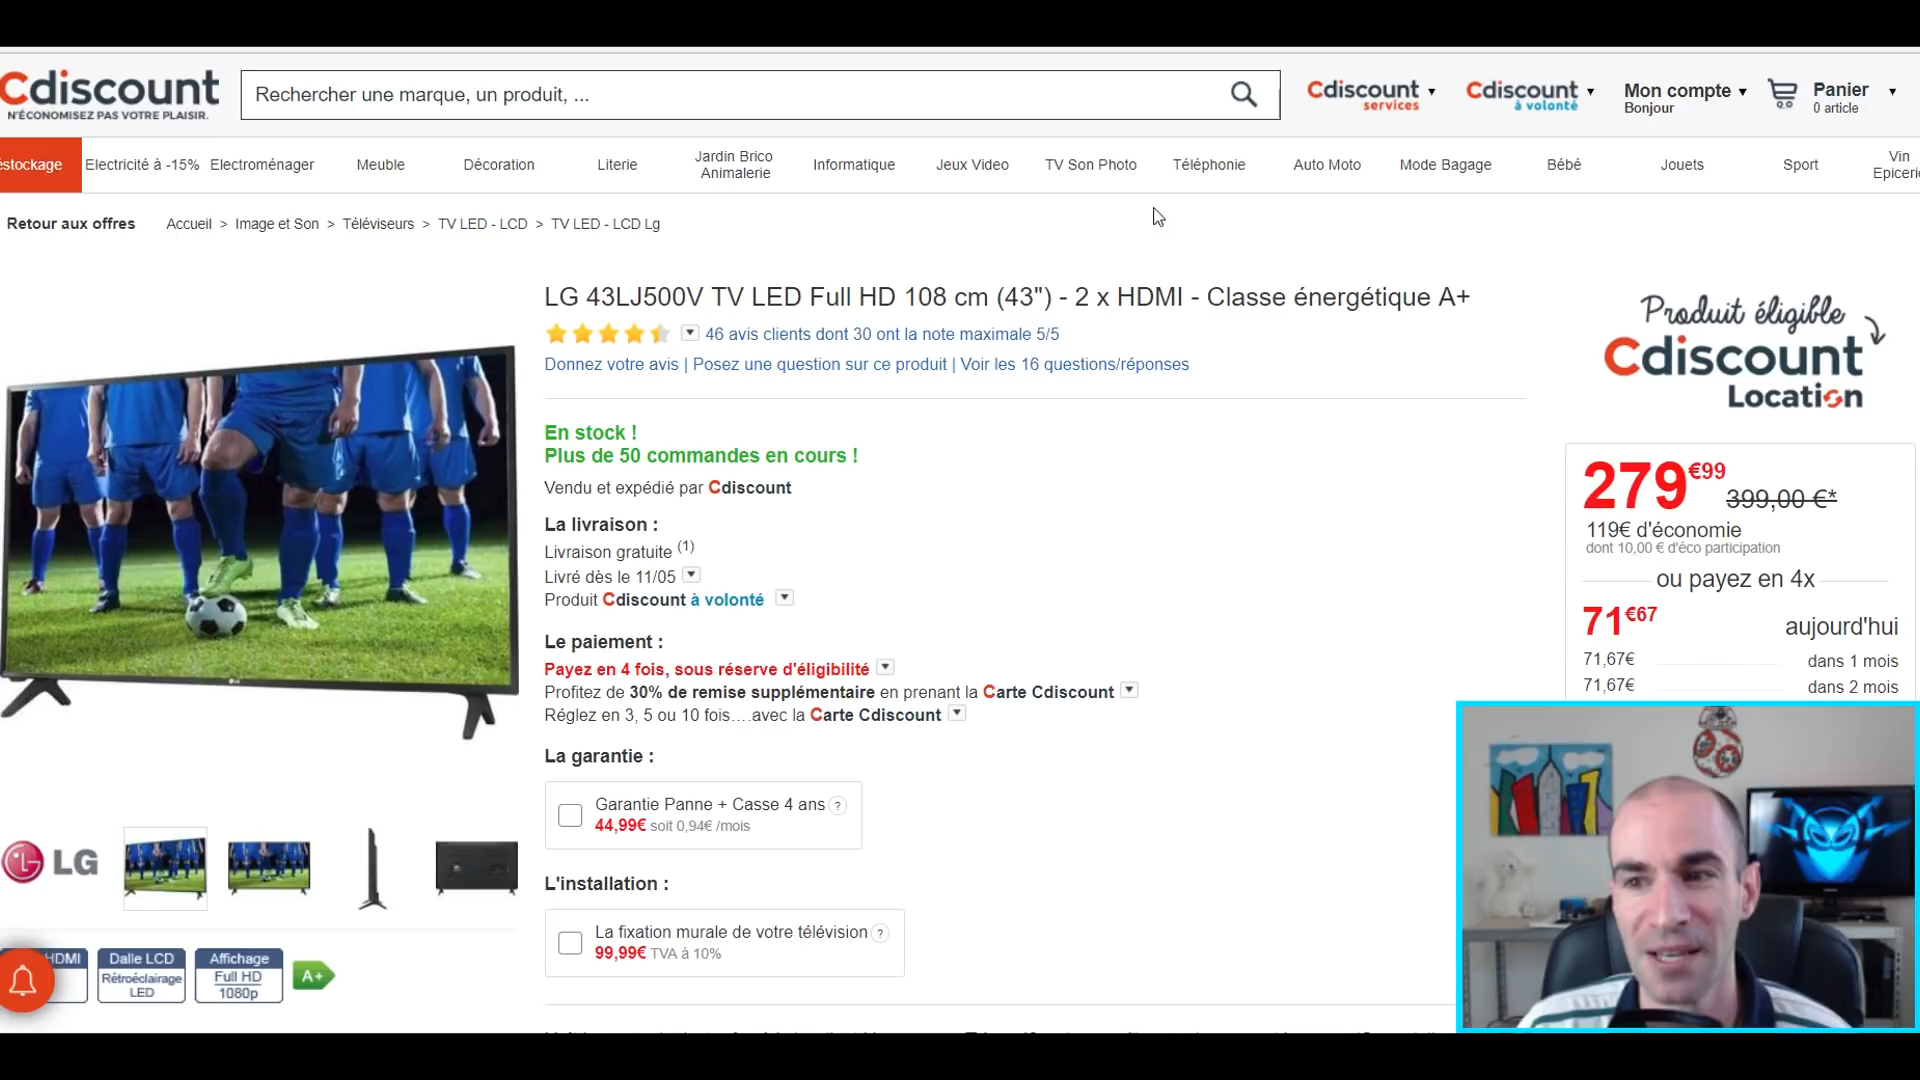 Cdiscount
N'ÉCONOMISEZ PAS VOTRE PLAISIR.
Rechercher une marque, un produit, ...
Cdiscount services
Cdiscount à volonté
Mon compte
Bonjour
Panier
0 article
éstockage
Electricité à -15%
Electroménager
Meuble
Décoration
Literie
Jardin Brico
Animalerie
Informatique
Jeux Video
TV Son Photo
Téléphonie
Auto Moto
Mode Bagage
Bébé
Jouets
Sport
Vin
Epicerie
Retour aux offres
Accueil > Image et Son > Téléviseurs > TV LED - LCD > TV LED - LCD Lg
LG 43LJ500V TV LED Full HD 108 cm (43") - 2 x HDMI - Classe énergétique A+
46 avis clients dont 30 ont la note maximale 5/5
Donnez votre avis | Posez une question sur ce produit | Voir les 16 questions/réponses
Produit éligible
Cdiscount
Location
En stock !
Plus de 50 commandes en cours !
Vendu et expédié par Cdiscount
La livraison :
Livraison gratuite (1)
Livré dès le 11/05
Produit Cdiscount à volonté
Le paiement :
Payez en 4 fois, sous réserve d'éligibilité
Profitez de 30% de remise supplémentaire en prenant la Carte Cdiscount
Réglez en 3, 5 ou 10 fois....avec la Carte Cdiscount
La garantie :
Garantie Panne + Casse 4 ans ?
44,99€ soit 0,94€ /mois
L'installation :
La fixation murale de votre télévision ?
99,99€ TVA à 10%
279€99 399,00 €*
119€ d'économie
dont 10,00 € d'éco participation
ou payez en 4x
71€67 aujourd'hui
71,67€ dans 1 mois
71,67€ dans 2 mois
LG
HDMI
Dalle LCD
Rétroéclairage
LED
Affichage
Full HD
1080p
A+